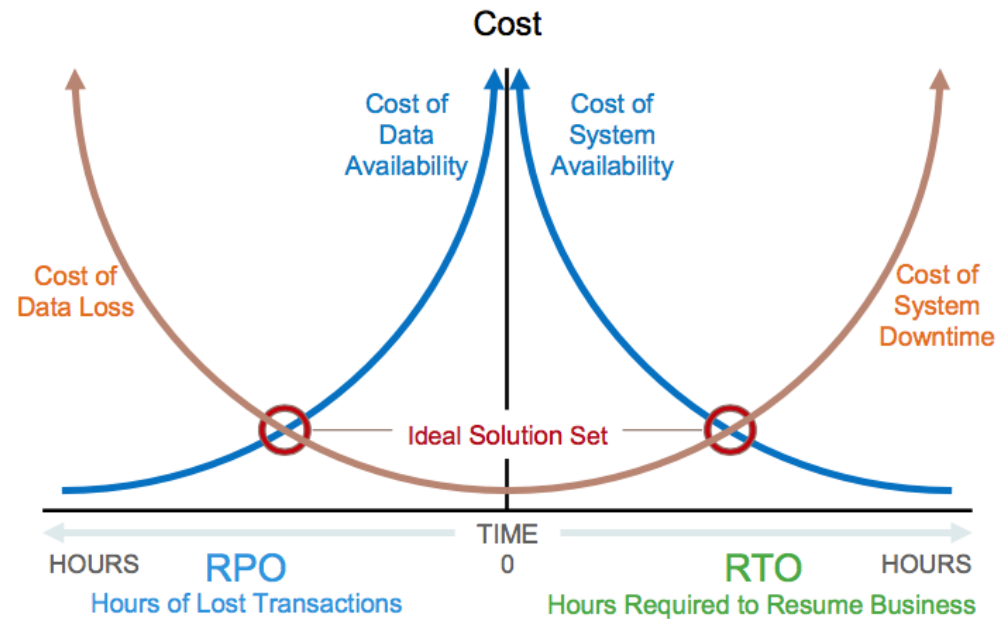 Cost
Cost of
Data
Availability
Cost of
System
Availability
Cost of
Data Loss
Cost of
System
Downtime
Ideal Solution Set
TIME
0
HOURS
RPO
RTO
HOURS
Hours of Lost Transactions
Hours Required to Resume Business